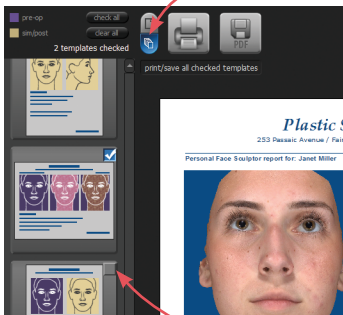 pre-op
check all
sim/post
clear all
2 templates checked
PDF
print/save all checked templates
Plastic S
253 Passaic Avenue / Fai
Personal Face Sculptor report for: Janet Miller